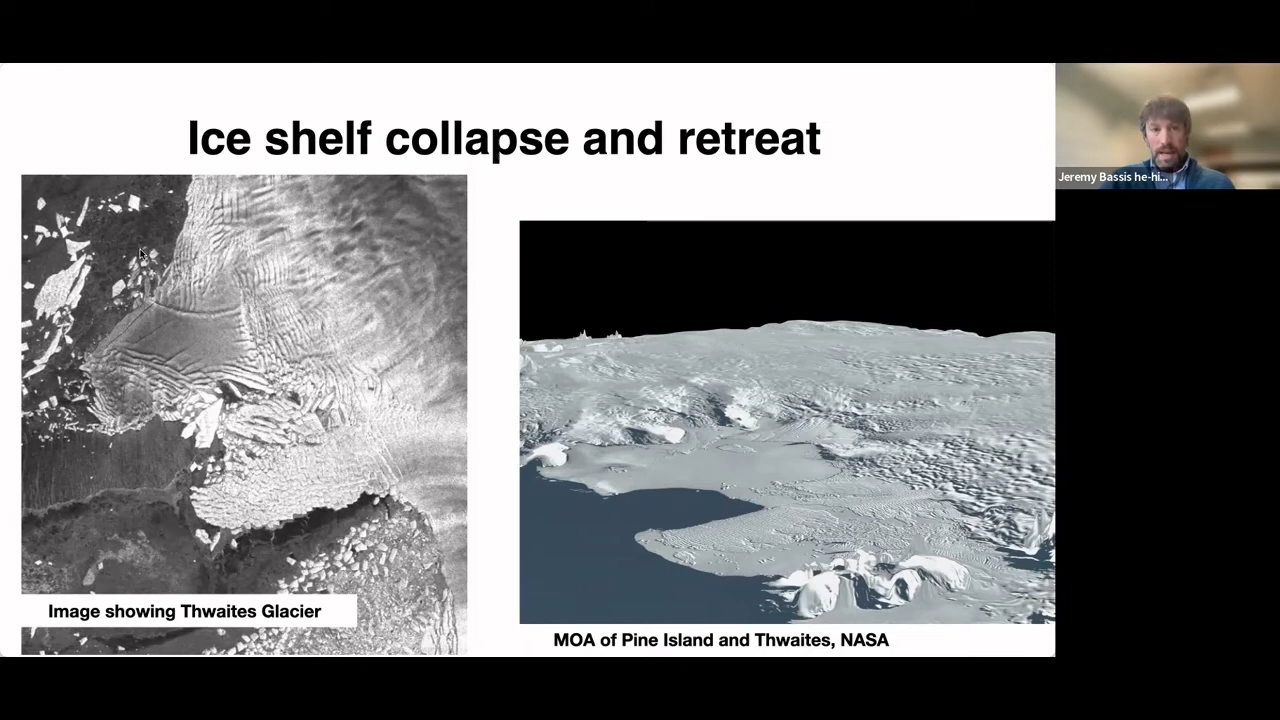 Ice shelf collapse and retreat
Jeremy Bassis he-hi...
Image showing Thwaites Glacier
MOA of Pine Island and Thwaites, NASA